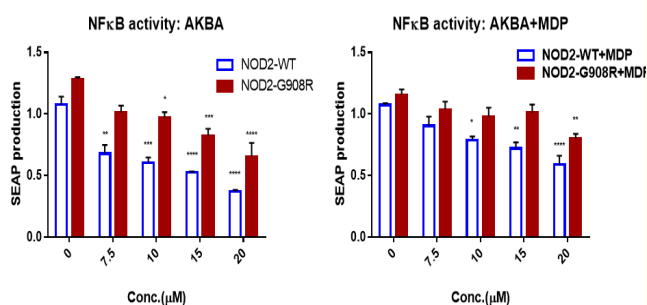 NFκB activity: AKBA
NOD2-WT
NOD2-G908R
SEAP production
1.5
1.0
0.5
0.0
**
*
***
***
****
****
****
0
7.5
10
15
20
Conc.(μM)
NFκB activity: AKBA+MDP
NOD2-WT+MDP
NOD2-G908R+MDP
SEAP production
1.5
1.0
0.5
0.0
*
**
****
**
0
7.5
10
15
20
Conc.(μM)